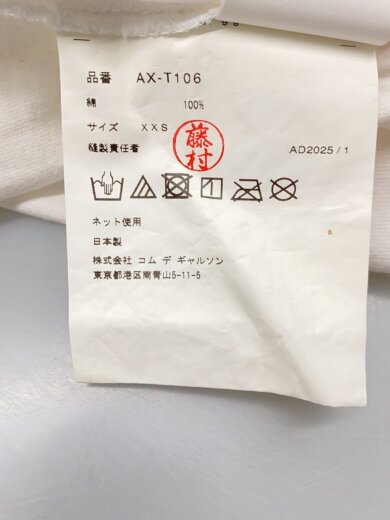 品番 AX-T106
綿 100%
サイズ XXS
縫製責任者 藤村 AD2025/1
ネット使用
日本製
株式会社 コム デ ギャルソン
東京都港区南青山5-11-5